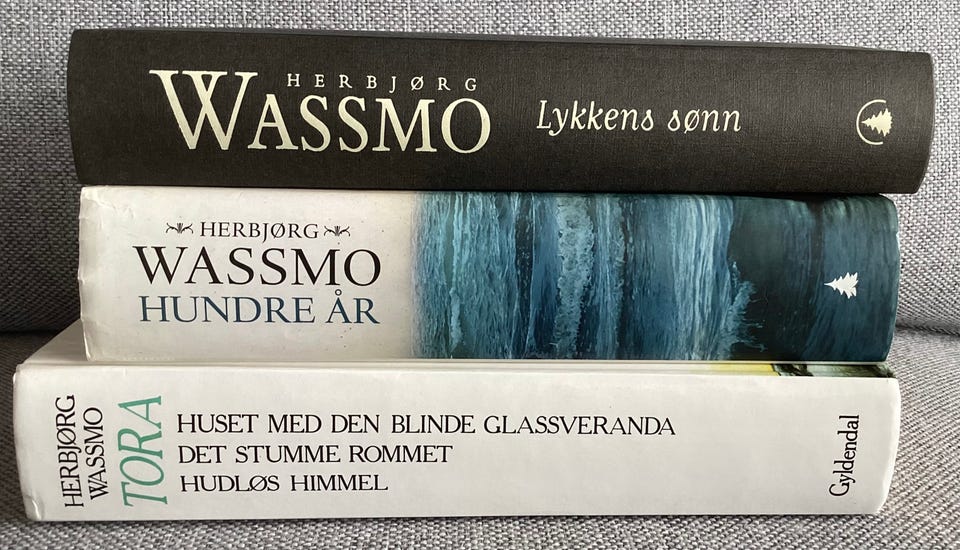 HERBJØRG
WASSMO
Lykkens sønn
HERBJØRG
WASSMO
HUNDRE ÅR
HERBJØRG
WASSMO
TORA
HUSET MED DEN BLINDE GLASSVERANDA
DET STUMME ROMMET
HUDLØS HIMMEL
Gyldendal